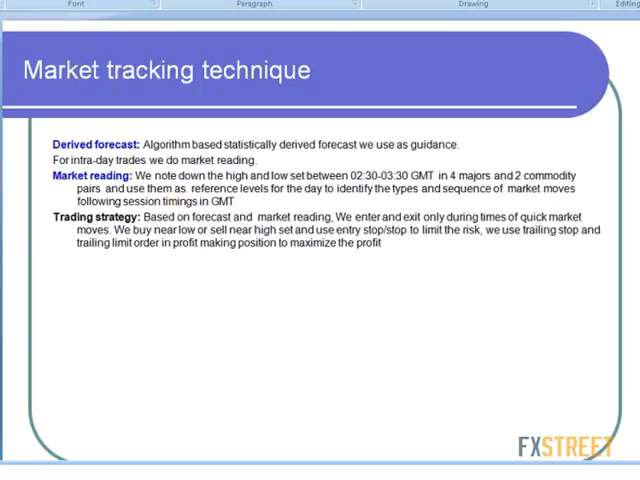 Font Paragraph Drawing Editing
Market tracking technique
Derived forecast: Algorithm based statistically derived forecast we use as guidance.
For intra-day trades we do market reading.
Market reading: We note down the high and low set between 02:30-03:30 GMT in 4 majors and 2 commodity
pairs and use them as reference levels for the day to identify the types and sequence of market moves
following session timings in GMT
Trading strategy: Based on forecast and market reading, We enter and exit only during times of quick market
moves. We buy near low or sell near high set and use entry stop/stop to limit the risk, we use trailing stop and
trailing limit order in profit making position to maximize the profit
FXSTREET